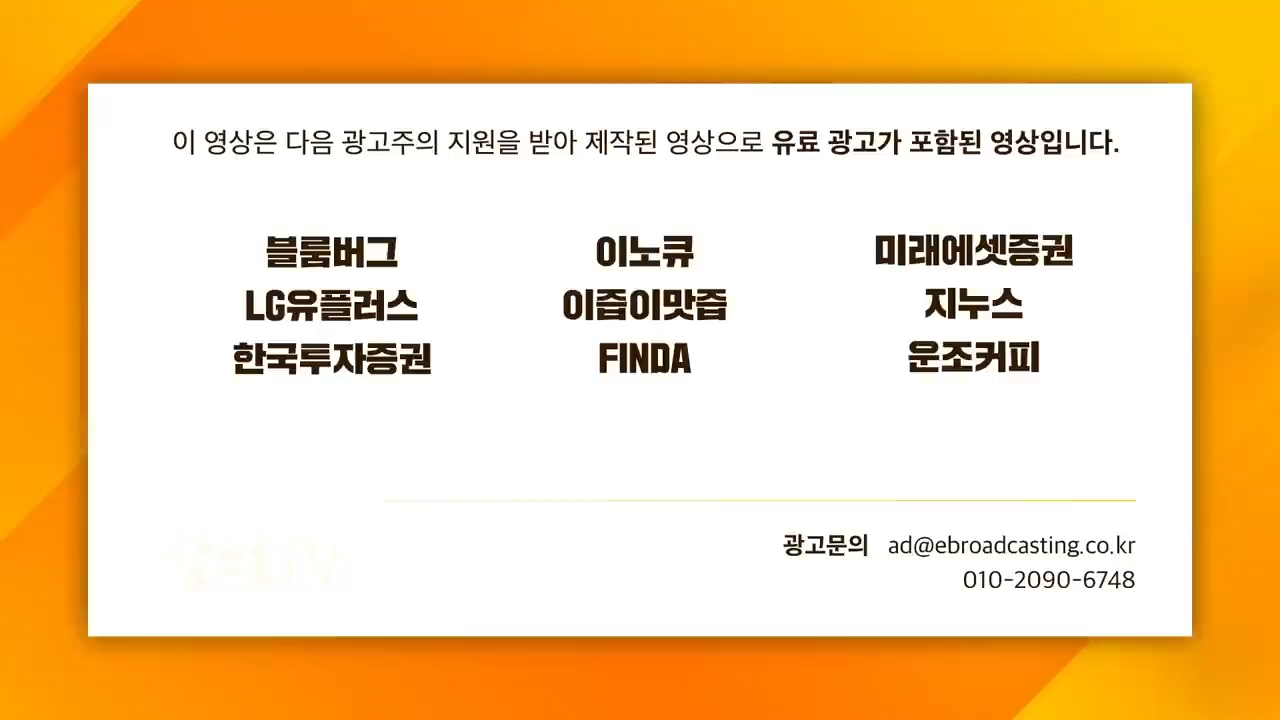 이 영상은 다음 광고주의 지원을 받아 제작된 영상으로 유료 광고가 포함된 영상입니다.
블룸버그 이노큐 미래에셋증권
LG유플러스 이즙이맛즙 지누스
한국투자증권 FINDA 운조커피
광고문의 ad@ebroadcasting.co.kr
010-2090-6748